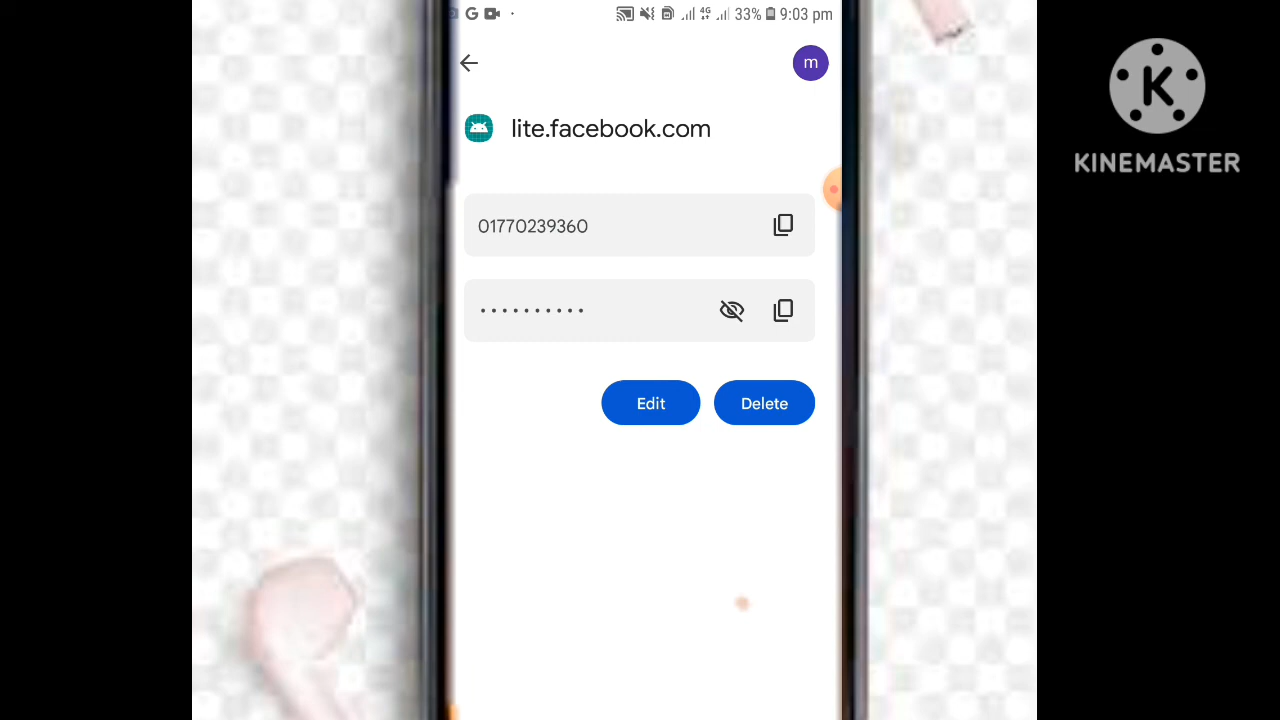 33% 9:03 pm
m
lite.facebook.com
01770239360
Edit
Delete
K
KINEMASTER